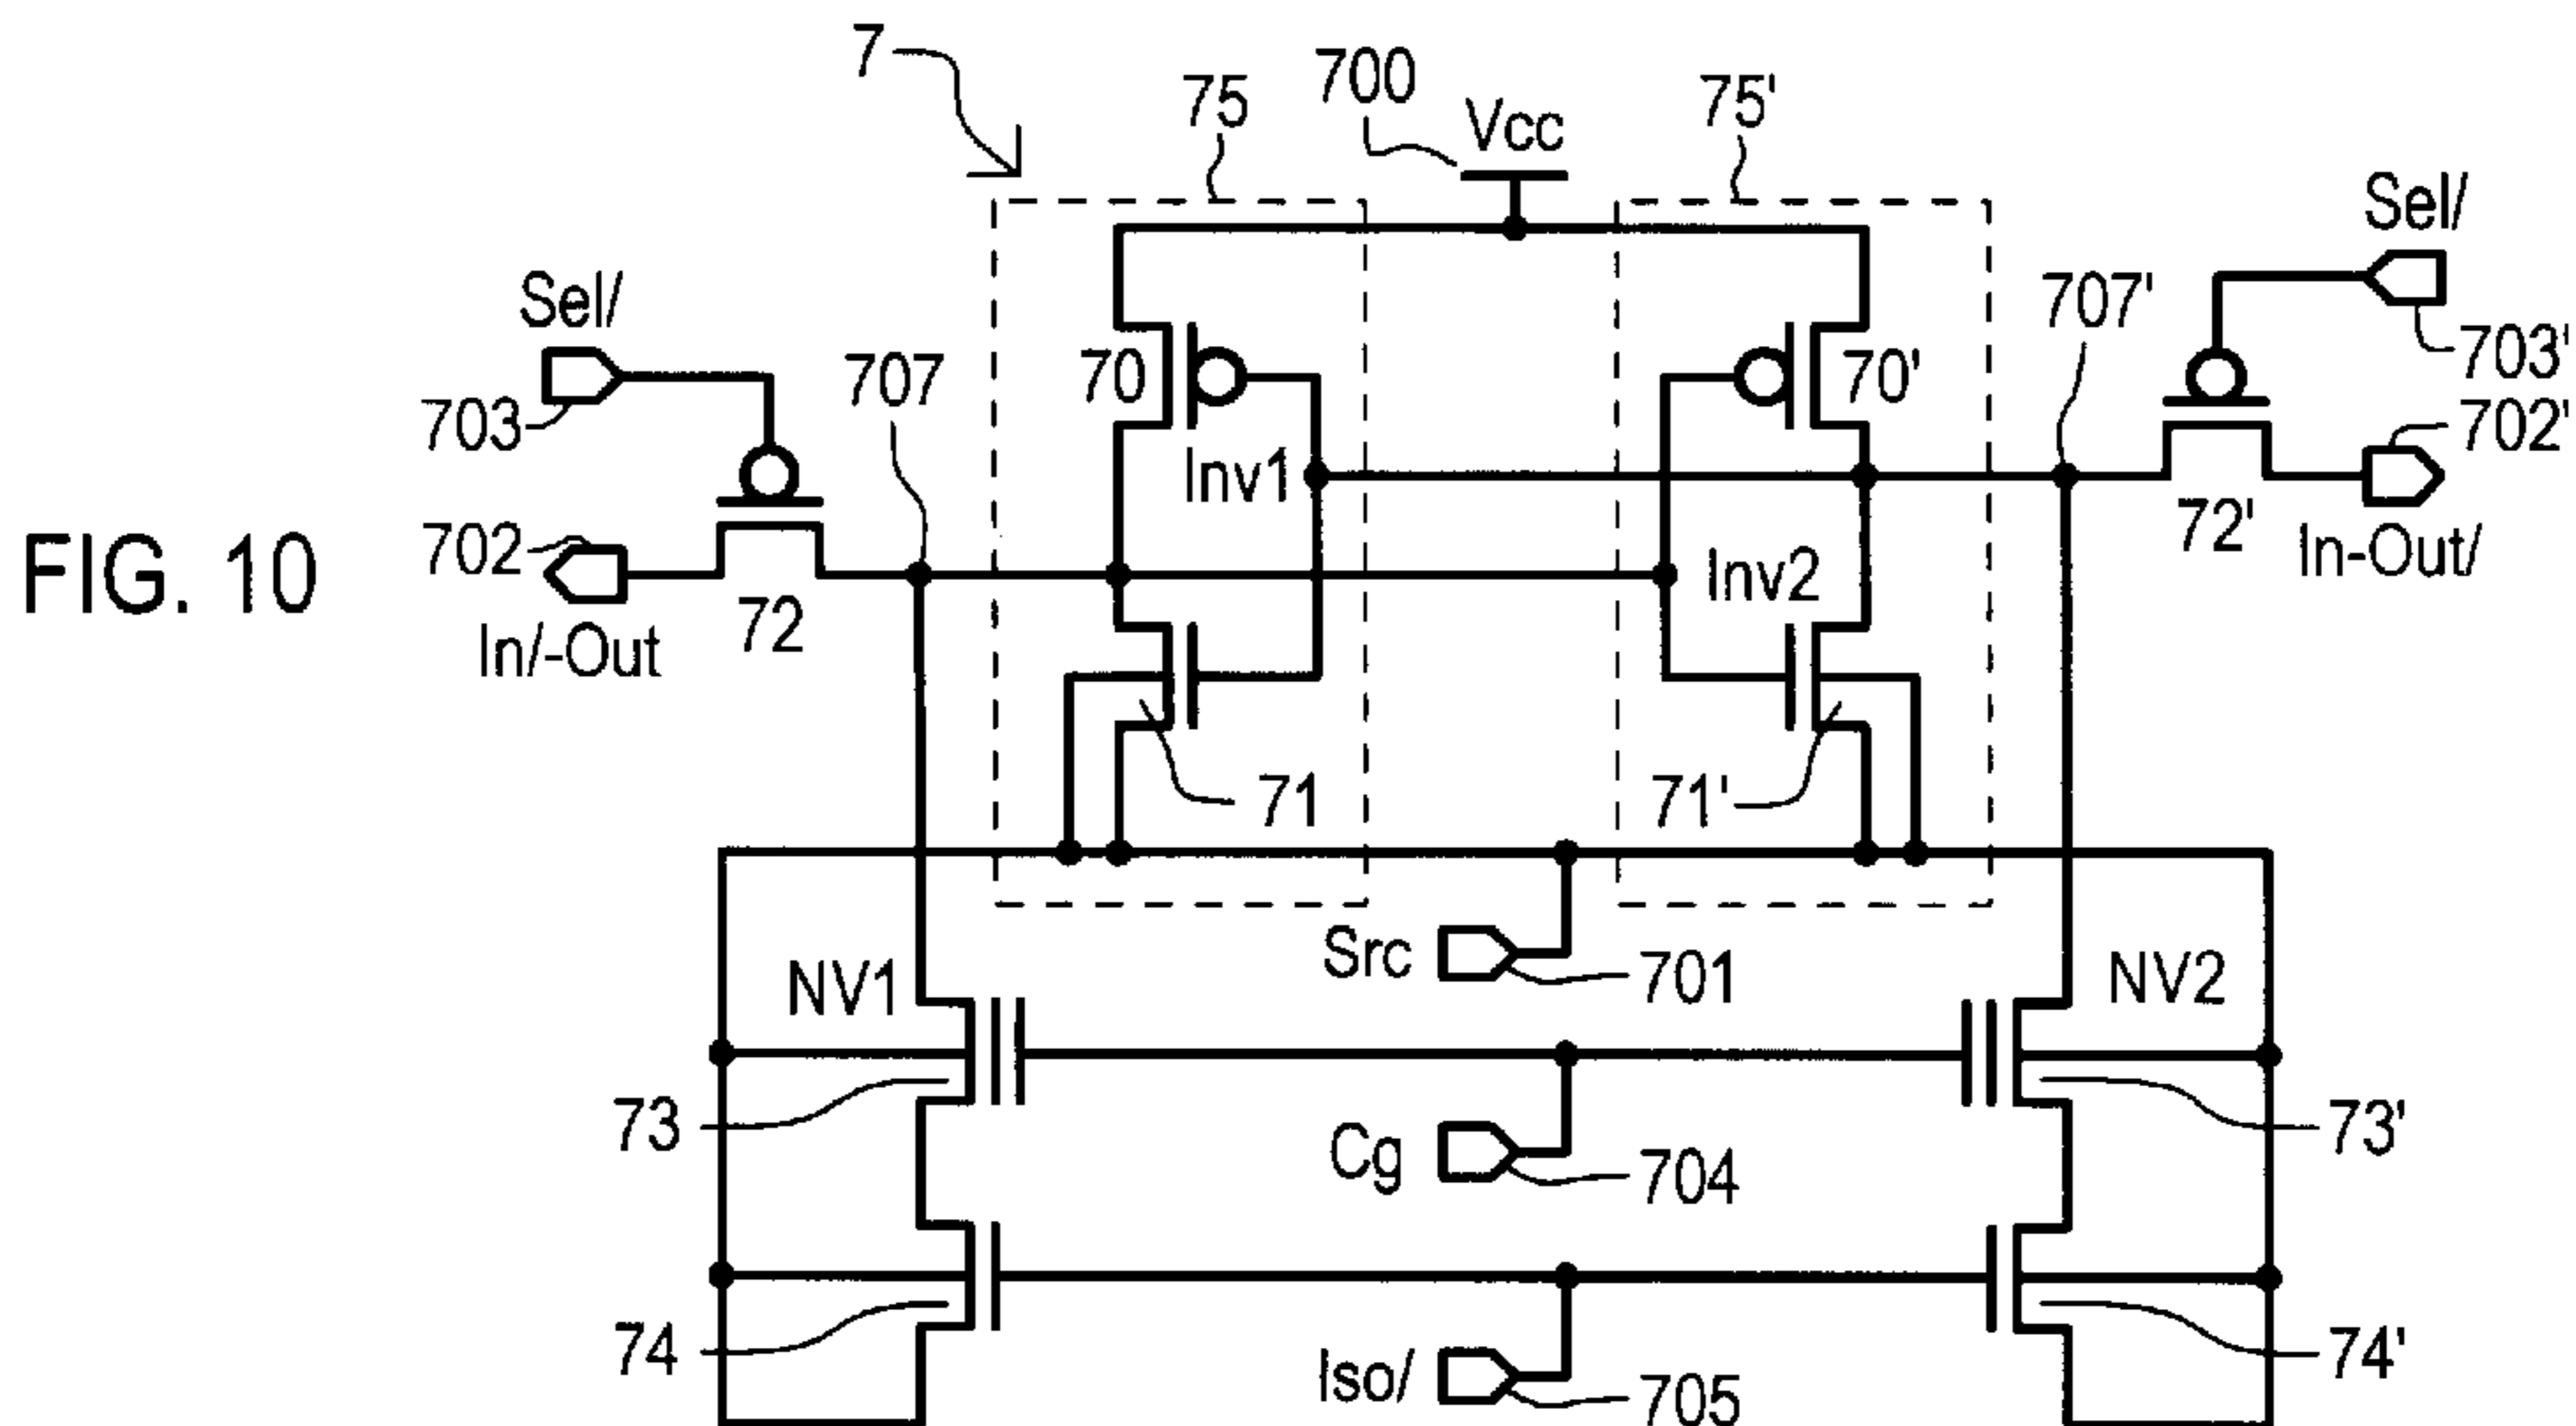 7
75
700
Vcc
75'
Sel/
Sel/
703
707
70
Inv1
70'
707'
703'
702'
FIG. 10
702
In/-Out
72
Inv2
72'
In-Out/
71
71'
Src
701
NV1
NV2
73
Cg
704
73'
74
Iso/
705
74'